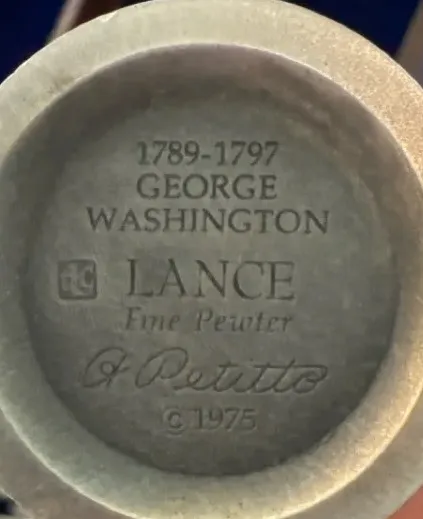 1789-1797
GEORGE
WASHINGTON
LANCE
Fine Pewter
A Petitto
© 1975